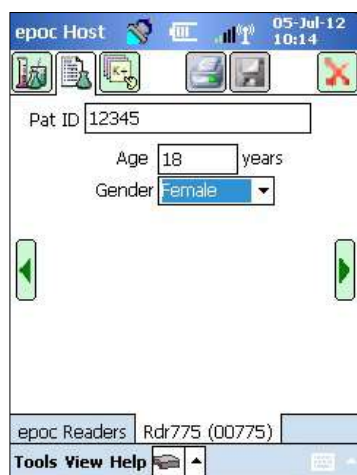 epoc Host 05-Jul-12
10:14
K+
Pat ID 12345
Age 18 years
Gender Female
epoc Readers Rdr775 (00775)
Tools View Help